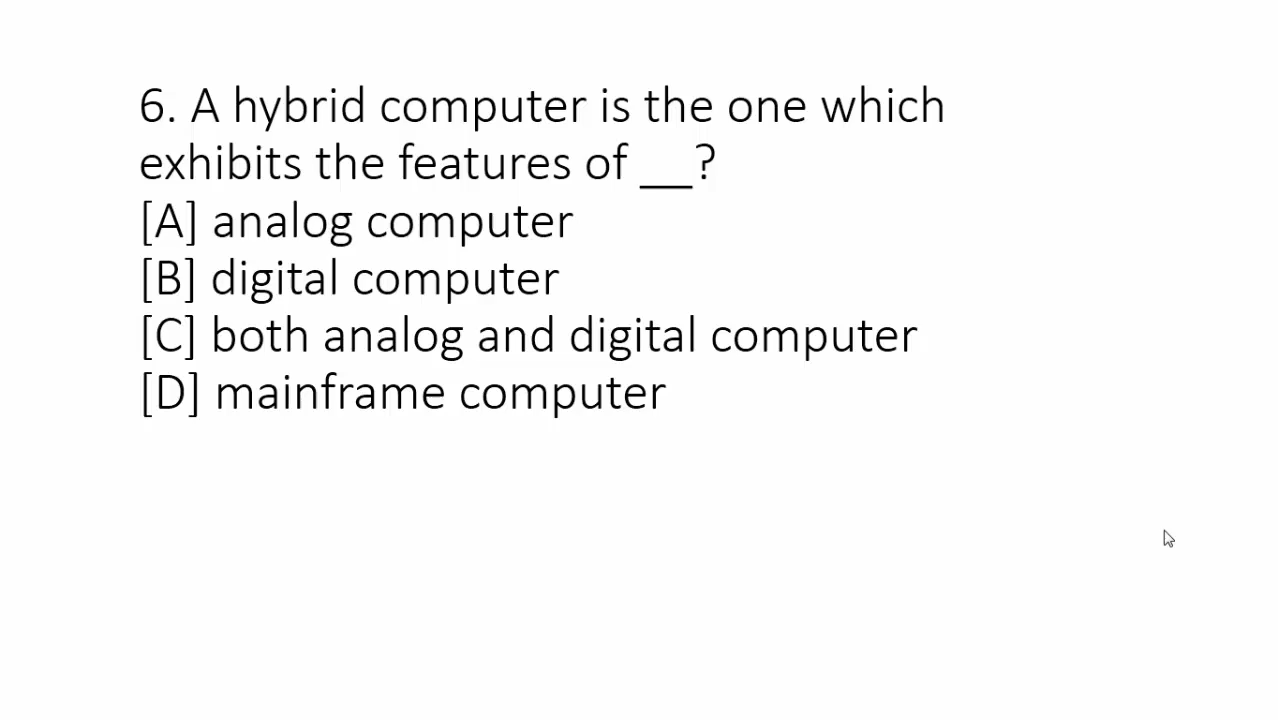 6. A hybrid computer is the one which
exhibits the features of __?
[A] analog computer
[B] digital computer
[C] both analog and digital computer
[D] mainframe computer